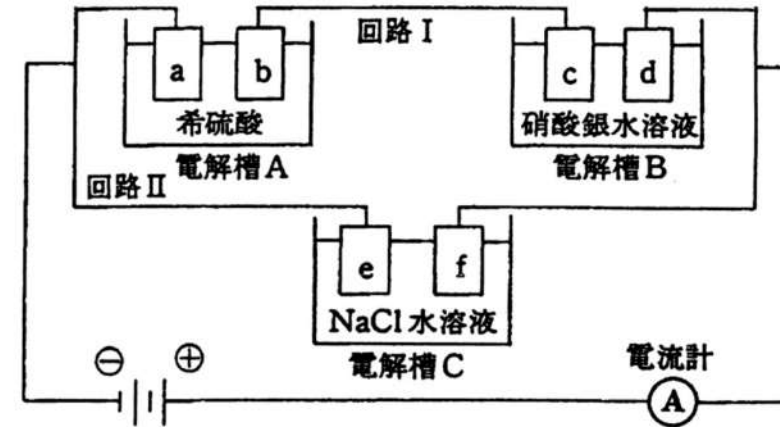 回路Ⅰ
a b
c d
希硫酸
硝酸銀水溶液
電解槽A
電解槽B
回路Ⅱ
e f
NaCl水溶液
電解槽C
⊖ ⊕
電流計
A